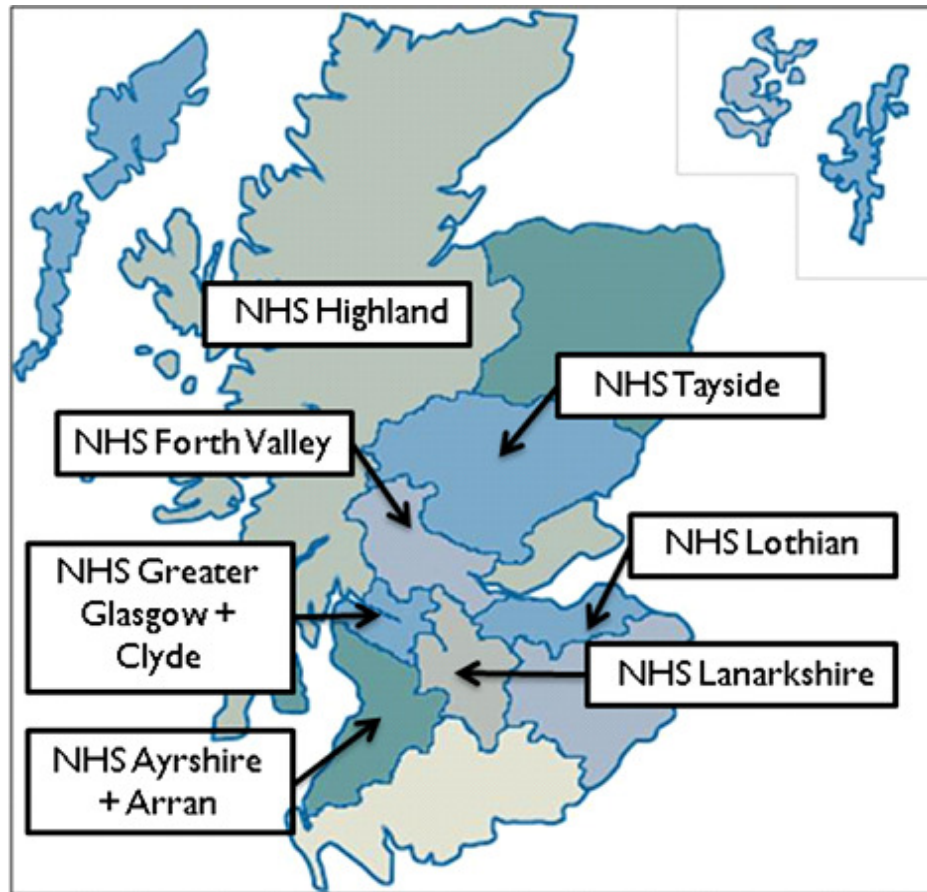 NHS Highland
NHS Tayside
NHS Forth Valley
NHS Lothian
NHS Greater
Glasgow +
Clyde
NHS Lanarkshire
NHS Ayrshire
+ Arran